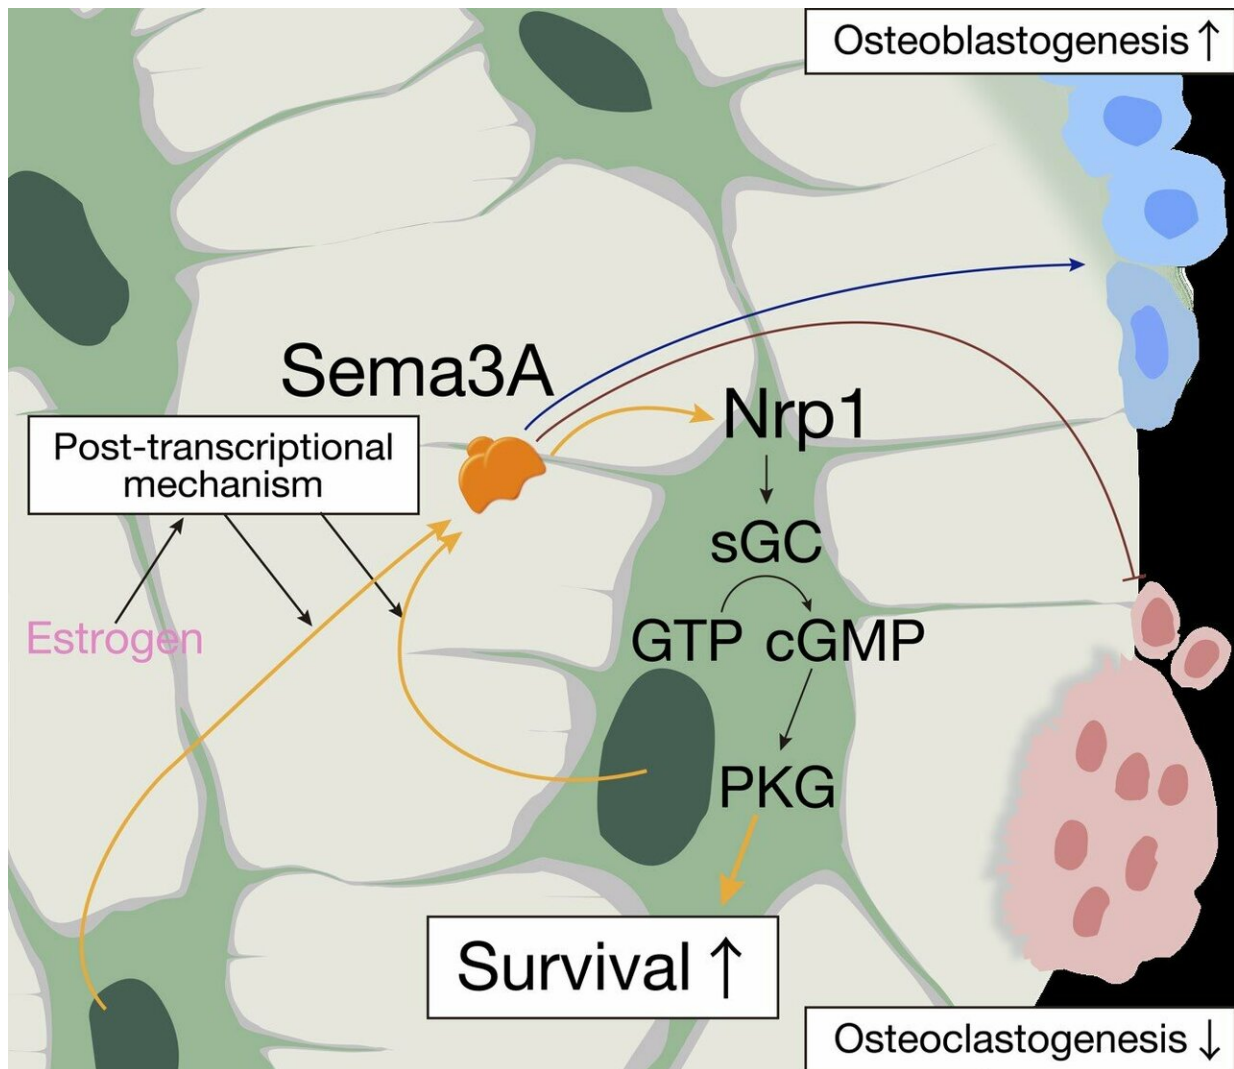 Osteoblastogenesis ↑
Sema3A
Nrp1
Post-transcriptional
mechanism
sGC
Estrogen
GTP cGMP
PKG
Survival ↑
Osteoclastogenesis ↓